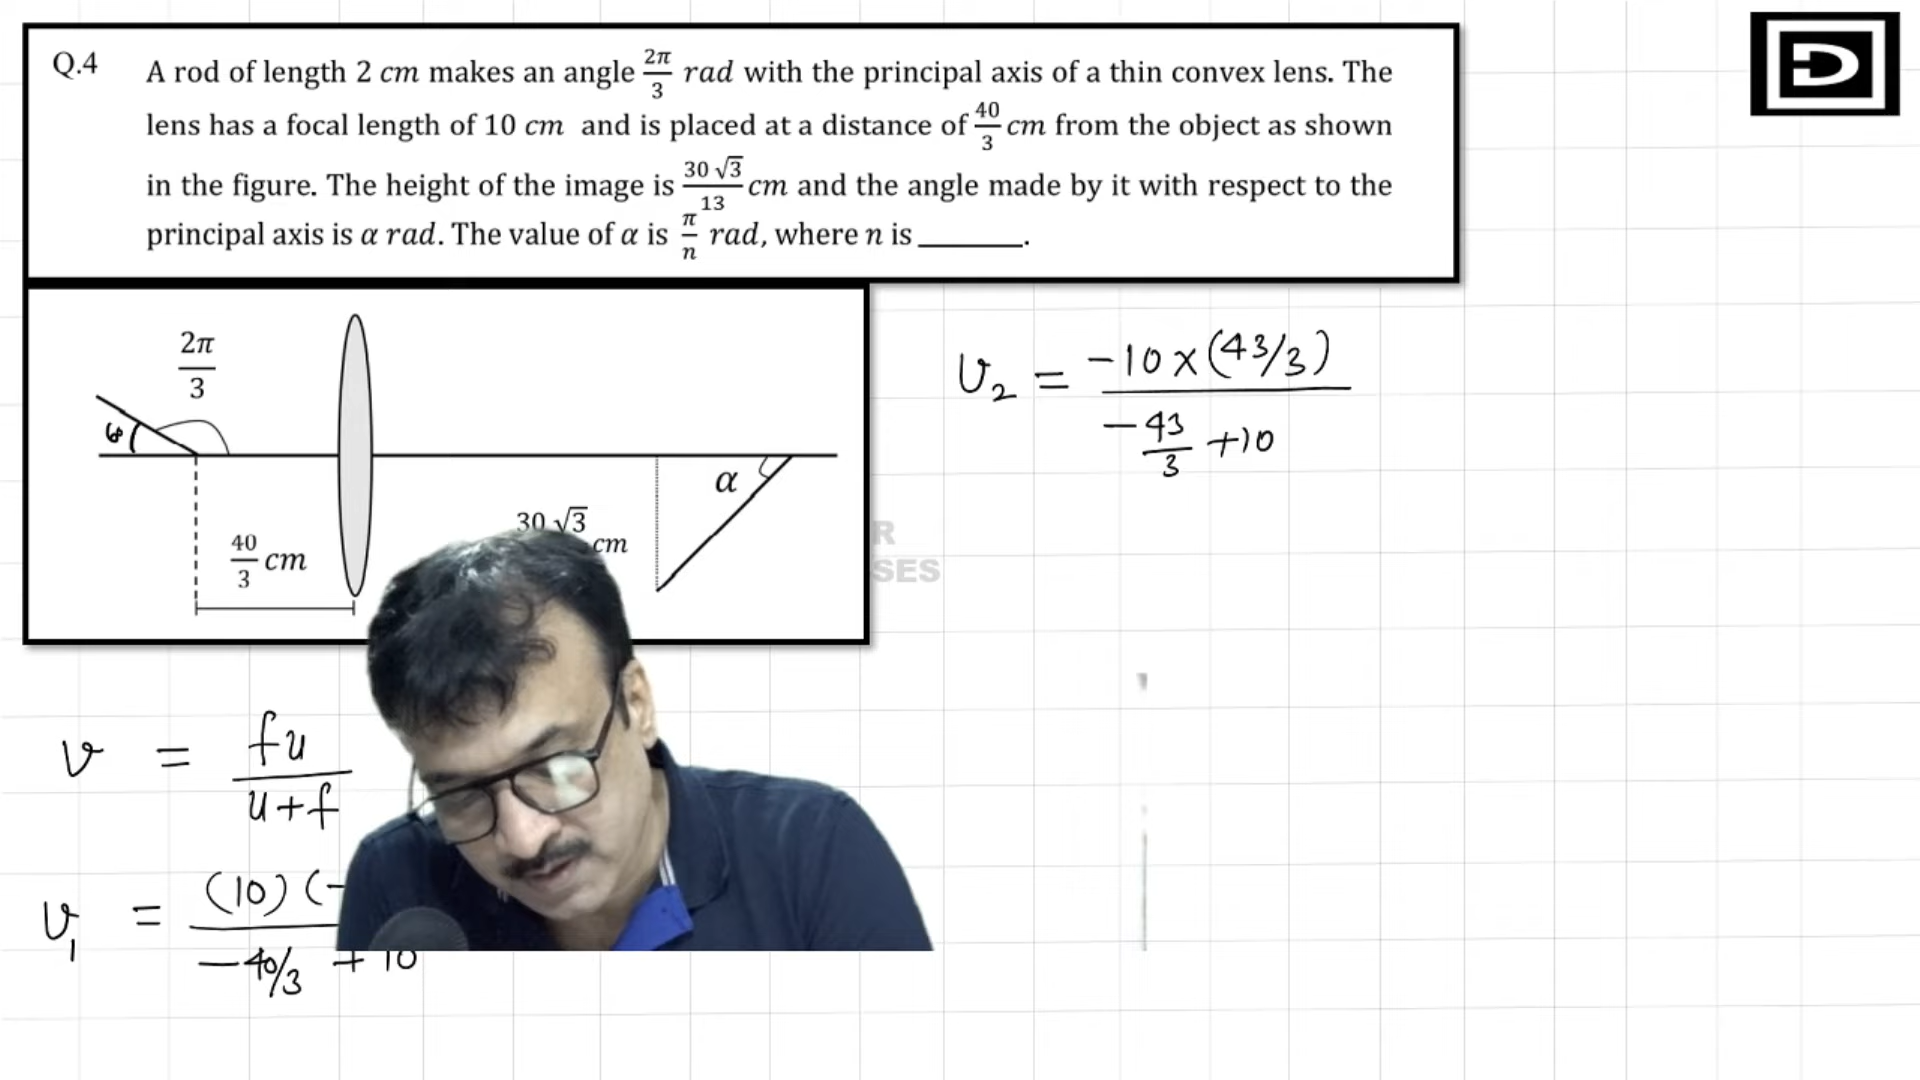 Q.4 A rod of length 2 cm makes an angle 2π/3 rad with the principal axis of a thin convex lens. The
lens has a focal length of 10 cm and is placed at a distance of 40/3 cm from the object as shown
in the figure. The height of the image is 30√3/13 cm and the angle made by it with respect to the
principal axis is α rad. The value of α is π/n rad, where n is _______.
2π/3
α
30√3
cm
40/3 cm
R
SES
v₂ = -10×(43/3) / -43/3 +10
v = fu / u+f
v₁ = (10)(- / -40/3 + 10